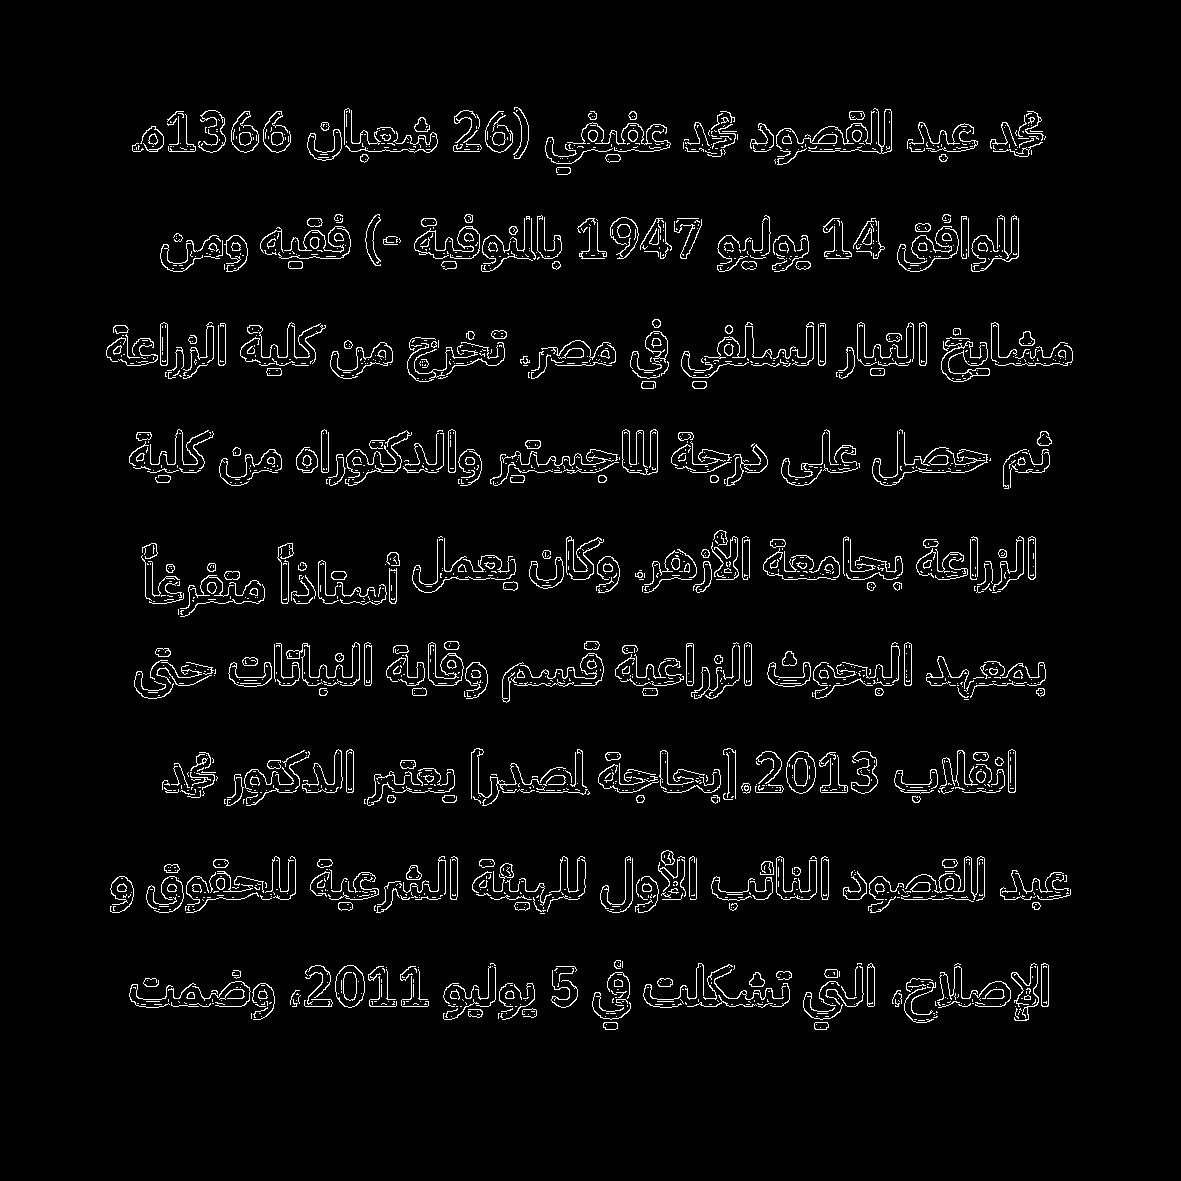 محمد عبد المقصود محمد عفيفي (26 شعبان 1366هـ
الموافق 14 يوليو 1947 بالمنوفية -) فقيه ومن
مشايخ التيار السلفي في مصر. تخرج من كلية الزراعة
ثم حصل على درجة الماجستير والدكتوراه من كلية
الزراعة بجامعة الأزهر. وكان يعمل أستاذاً متفرغاً
بمعهد البحوث الزراعية قسم وقاية النباتات حتى
انقلاب 2013.[بحاجة لمصدر] يعتبر الدكتور محمد
عبد المقصود النائب الأول للهيئة الشرعية للحقوق و
الإصلاح، التي تشكلت في 5 يوليو 2011، وضمت